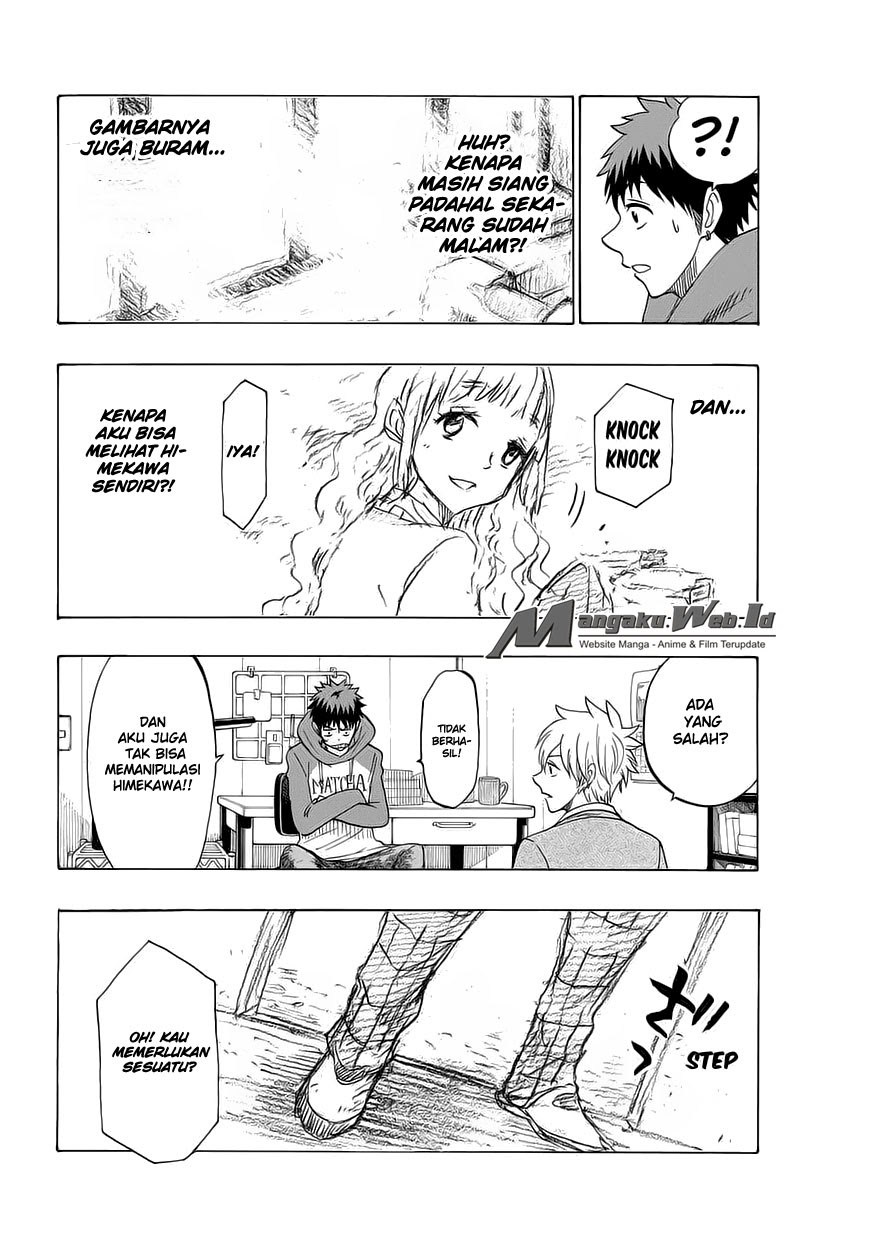 ?!
HUH?
KENAPA
MASIH SIANG
PADAHAL SEKA-
RANG SUDAH
MALAM?!
GAMBARNYA
JUGA BURAM...
DAN...
KNOCK
KNOCK
IYA!
KENAPA
AKU BISA
MELIHAT HI-
MEKAWA
SENDIRI?!
Mangaku.Web.Id
Website Manga - Anime & Film Terupdate
ADA
YANG
SALAH?
TIDAK
BERHA-
SIL!
MATCHA
DAN
AKU JUGA
TAK BISA
MEMANIPULASI
HIMEKAWA!!
ザッ
STEP
OH! KAU
MEMERLUKAN
SESUATU?